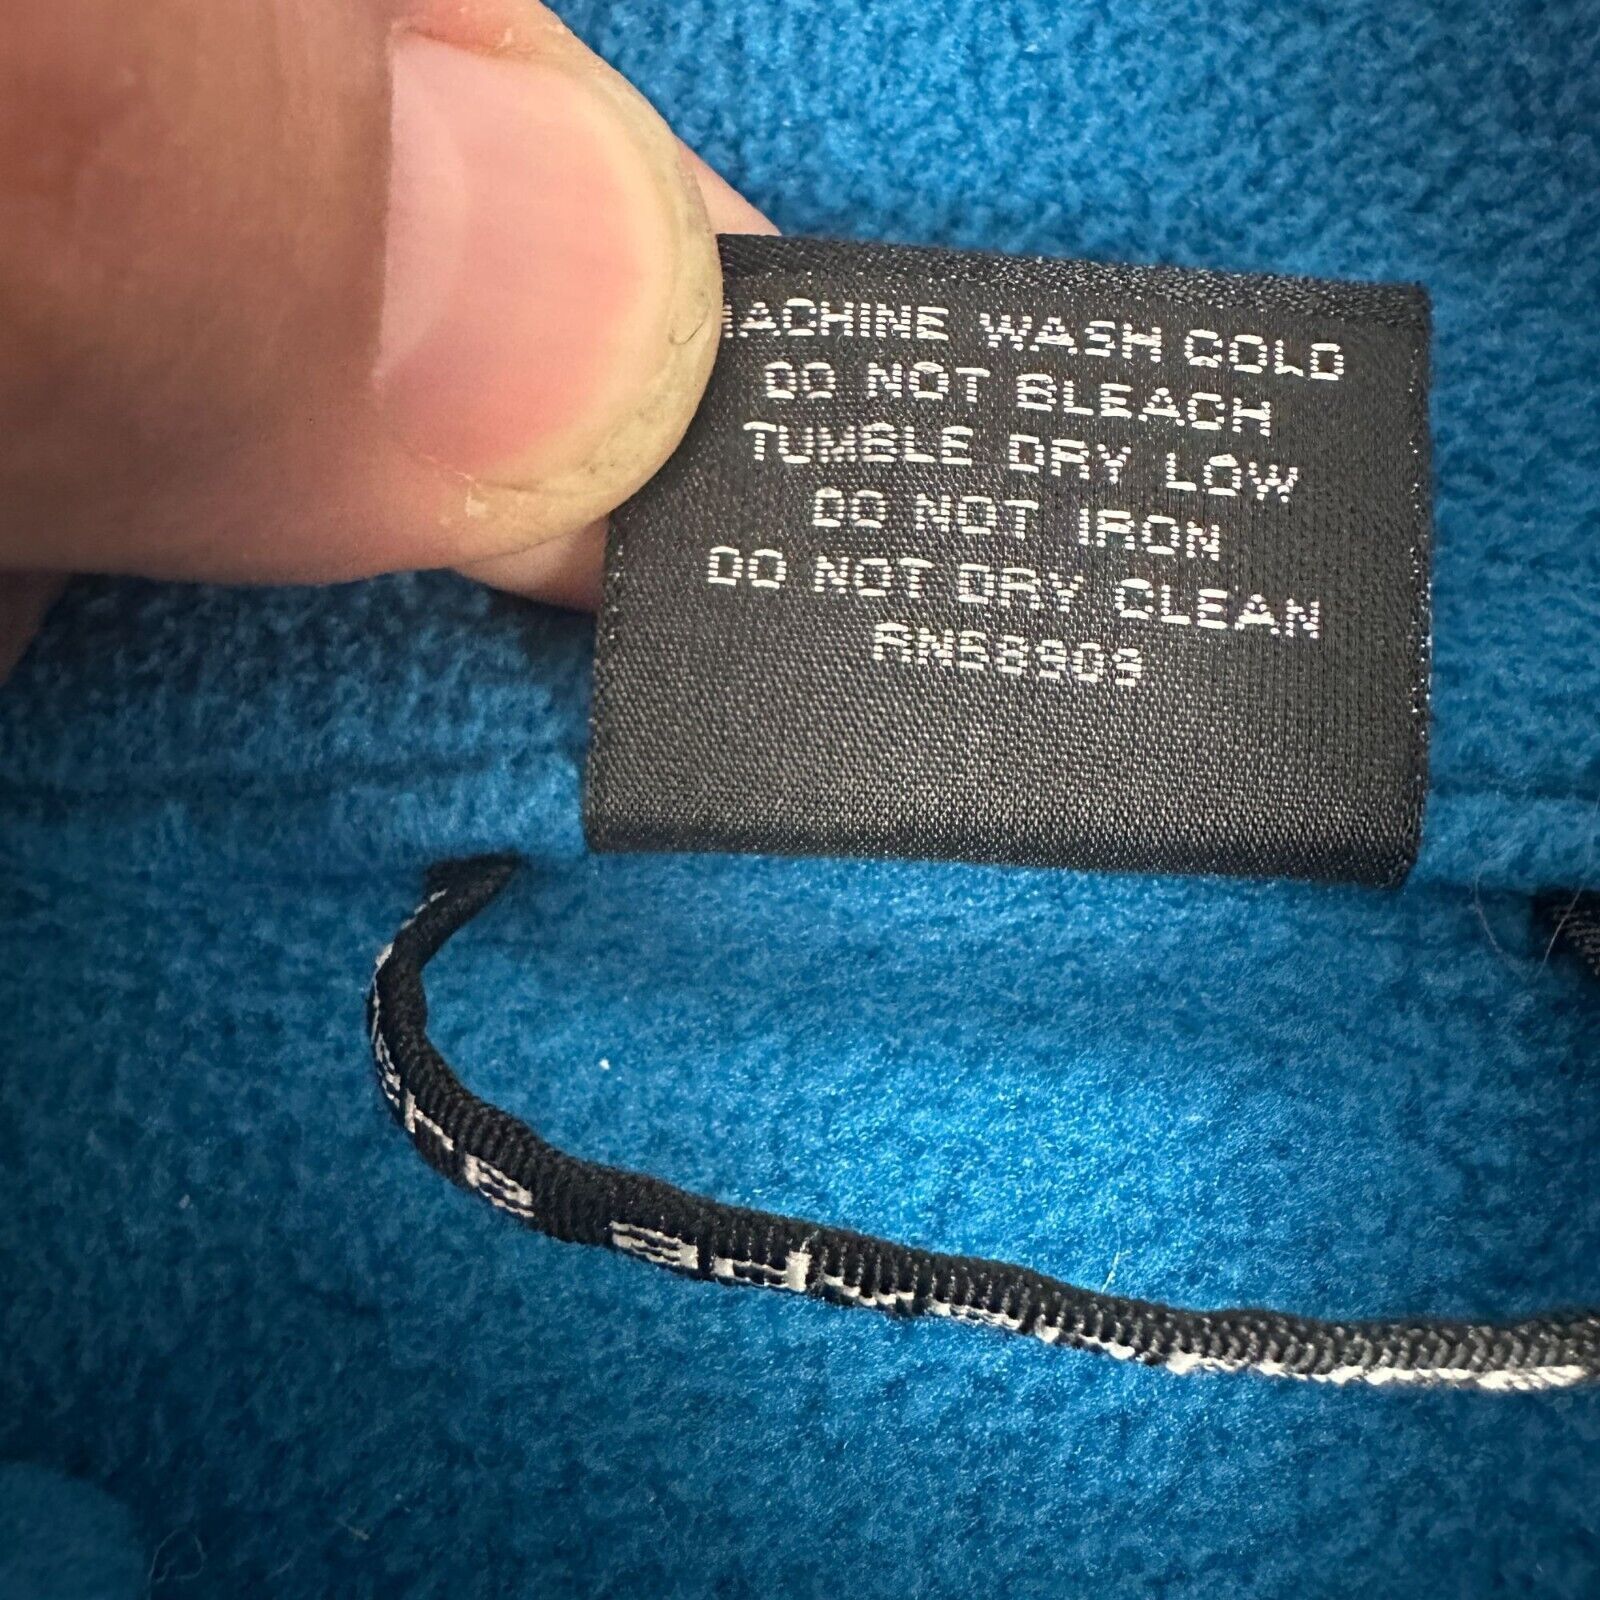 MACHINE WASH COLD
DO NOT BLEACH
TUMBLE DRY LOW
DO NOT IRON
DO NOT DRY CLEAN